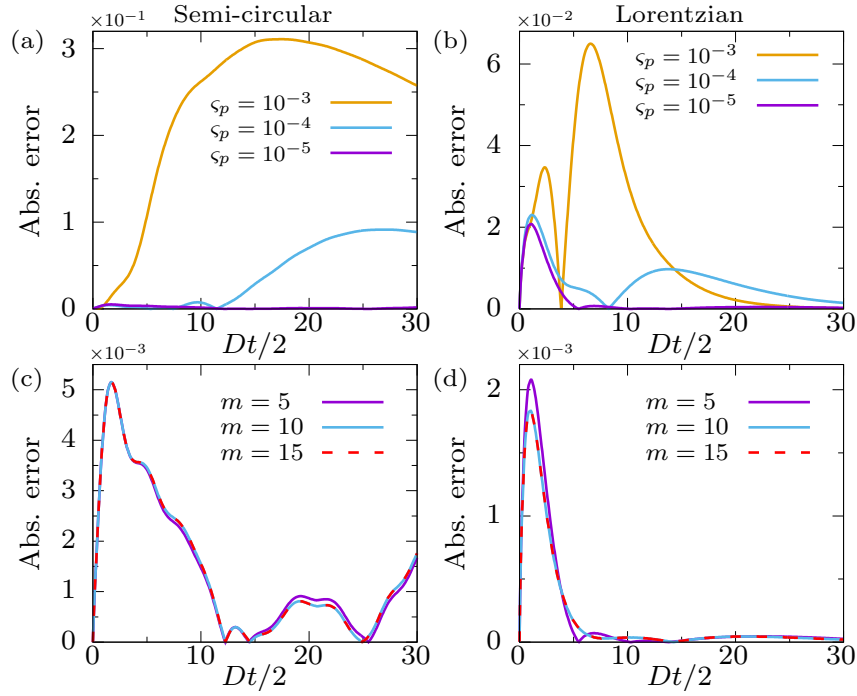 Semi-circular
Lorentzian
(a)
×10⁻¹
3
2
1
0
Abs. error
ςₚ = 10⁻³
ςₚ = 10⁻⁴
ςₚ = 10⁻⁵
0 10 20 30
Dt/2
(b)
×10⁻²
6
4
2
0
Abs. error
ςₚ = 10⁻³
ςₚ = 10⁻⁴
ςₚ = 10⁻⁵
0 10 20 30
Dt/2
(c)
×10⁻³
5
4
3
2
1
0
Abs. error
m = 5
m = 10
m = 15
0 10 20 30
Dt/2
(d)
×10⁻³
2
1
0
Abs. error
m = 5
m = 10
m = 15
0 10 20 30
Dt/2